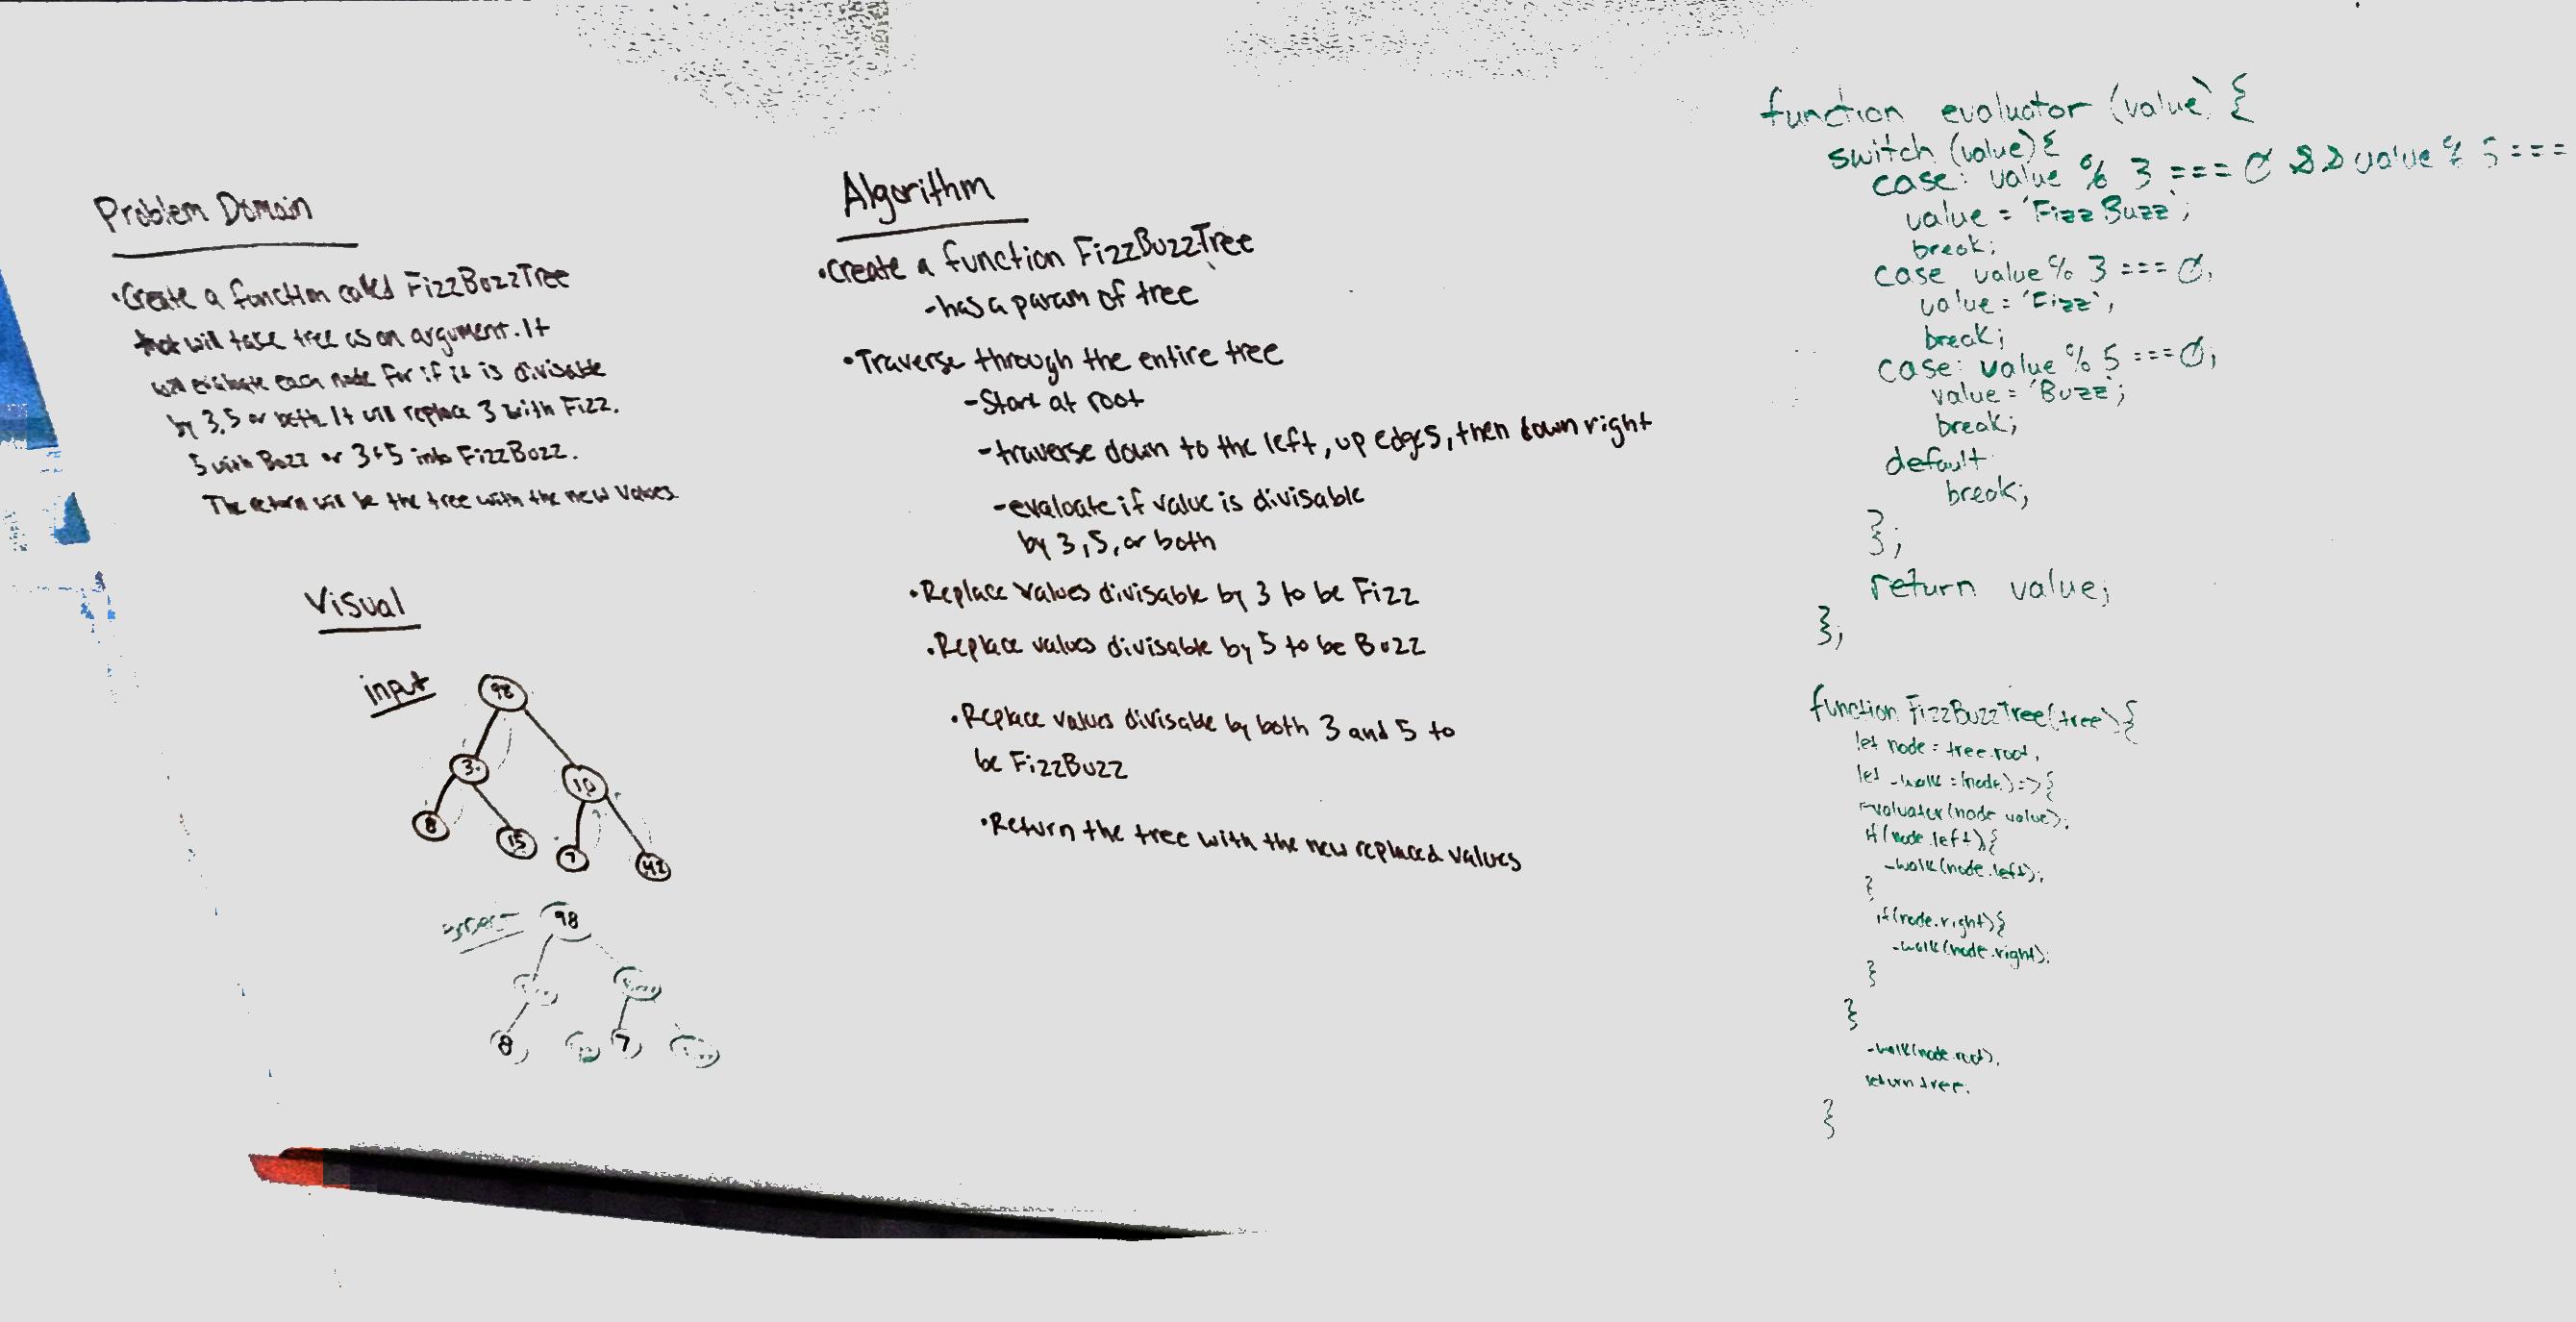 Problem Domain
•Create a function called FizzBuzzTree
that will take tree as an argument. It
will evaluate each node for if it is divisable
by 3, 5 or both. It will replace 3 with Fizz.
5 with Buzz or 3&5 into FizzBuzz.
The return will be the tree with the new values
Visual
input
98
3
10
8
15
7
42
98
8
7
Algorithm
•Create a function FizzBuzzTree
-has a param of tree
•Traverse through the entire tree
-Start at root
-traverse down to the left, up edges, then down right
-evaluate if value is divisable
by 3, 5, or both
•Replace values divisable by 3 to be Fizz
•Replace values divisable by 5 to be Buzz
•Replace values divisable by both 3 and 5 to
be FizzBuzz
•Return the tree with the new replaced values
function evaluator (value) {
switch (value) {
case: value % 3 === 0 && value % 5 ===
value = 'FizzBuzz';
break;
case value % 3 === 0;
value = 'Fizz';
break;
case: value % 5 === 0;
value = 'Buzz';
break;
default
break;
};
return value;
};
function FizzBuzzTree(tree) {
let node = tree.root;
let _walk = (node) => {
evaluator(node.value);
if(node.left){
_walk(node.left);
}
if(node.right){
_walk(node.right);
}
}
_walk(node.root);
return tree;
}